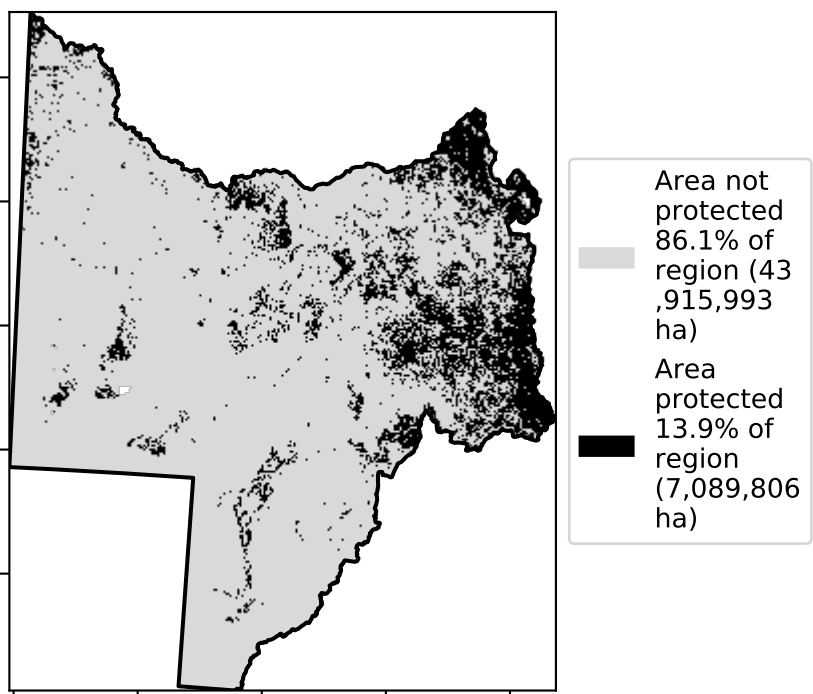 Area not
protected
86.1% of
region (43
,915,993
ha)
Area
protected
13.9% of
region
(7,089,806
ha)